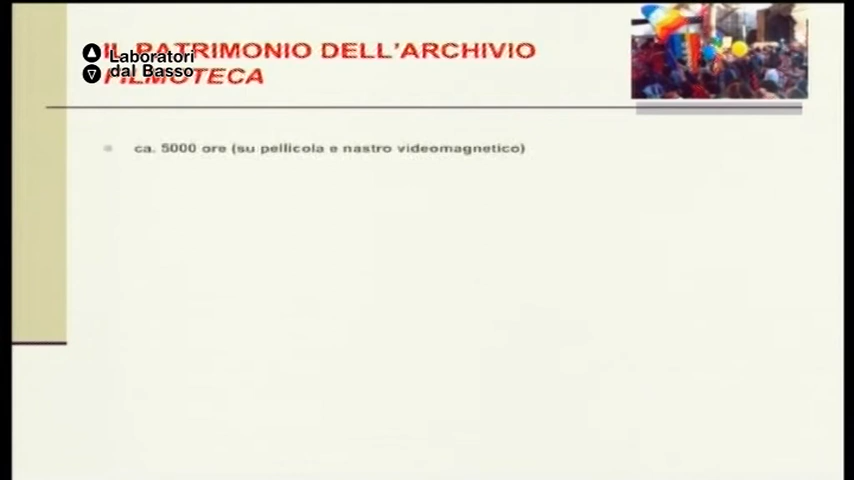 IL PATRIMONIO DELL'ARCHIVIO
FILMOTECA
Laboratori
dal Basso
ca. 5000 ore (su pellicola e nastro videomagnetico)